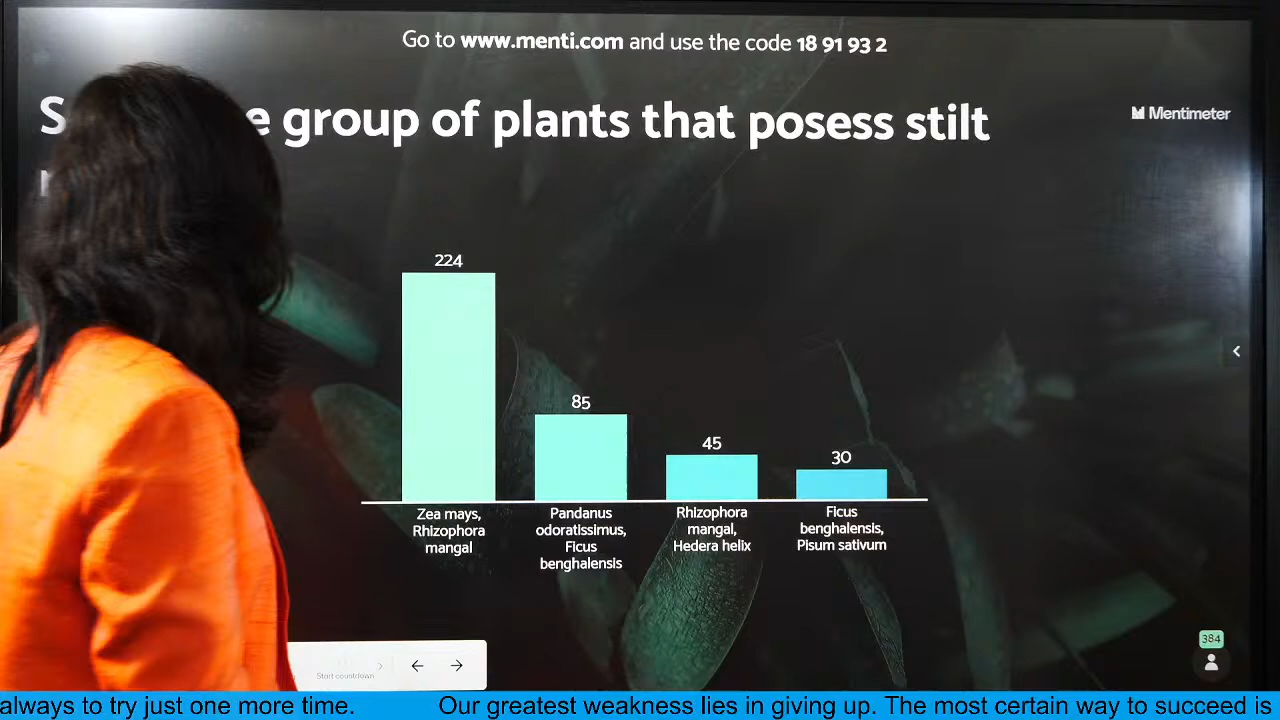 Go to www.menti.com and use the code 18 91 93 2
e group of plants that posess stilt
Mentimeter
224
85
45
30
Zea mays,
Rhizophora
mangal
Pandanus
odoratissimus,
Ficus
benghalensis
Rhizophora
mangal,
Hedera helix
Ficus
benghalensis,
Pisum sativum
384
Start countdown
always to try just one more time. Our greatest weakness lies in giving up. The most certain way to succeed is